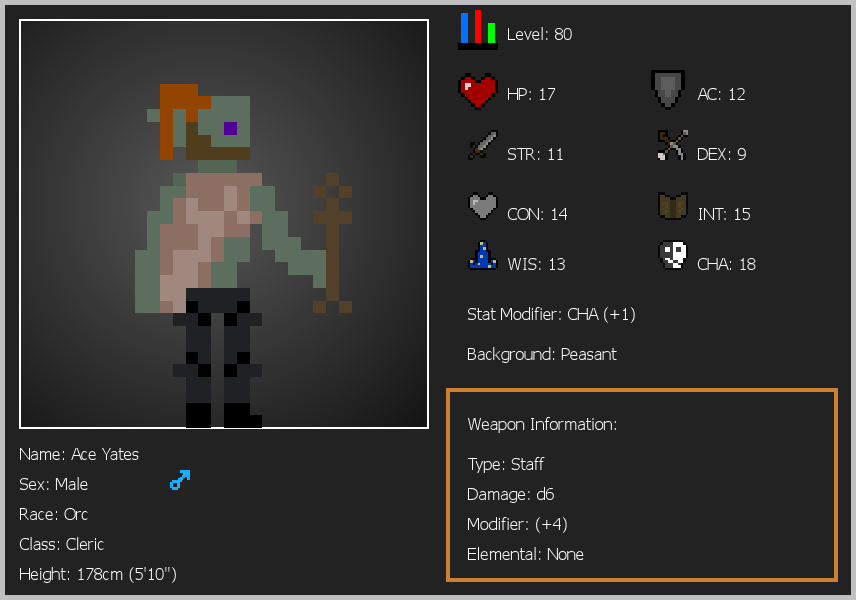 Level: 80
HP: 17
AC: 12
STR: 11
DEX: 9
CON: 14
INT: 15
WIS: 13
CHA: 18
Stat Modifier: CHA (+1)
Background: Peasant
Weapon Information:
Type: Staff
Damage: d6
Modifier: (+4)
Elemental: None
Name: Ace Yates
Sex: Male
Race: Orc
Class: Cleric
Height: 178cm (5'10")